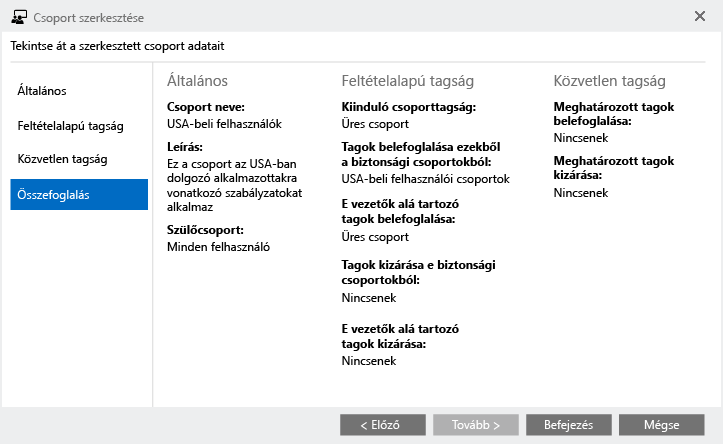 Csoport szerkesztése
Tekintse át a szerkesztett csoport adatait
Általános
Feltételalapú tagság
Közvetlen tagság
Összefoglalás
Általános
Csoport neve:
USA-beli felhasználók
Leírás:
Ez a csoport az USA-ban
dolgozó alkalmazottakra
vonatkozó szabályzatokat
alkalmaz
Szülőcsoport:
Minden felhasználó
Feltételalapú tagság
Kiinduló csoporttagság:
Üres csoport
Tagok belefoglalása ezekből
a biztonsági csoportokból:
USA-beli felhasználói csoportok
E vezetők alá tartozó
tagok belefoglalása:
Üres csoport
Tagok kizárása e biztonsági
csoportokból:
Nincsenek
E vezetők alá tartozó
tagok kizárása:
Nincsenek
Közvetlen tagság
Meghatározott tagok
belefoglalása:
Nincsenek
Meghatározott tagok
kizárása:
Nincsenek
< Előző
Tovább >
Befejezés
Mégse